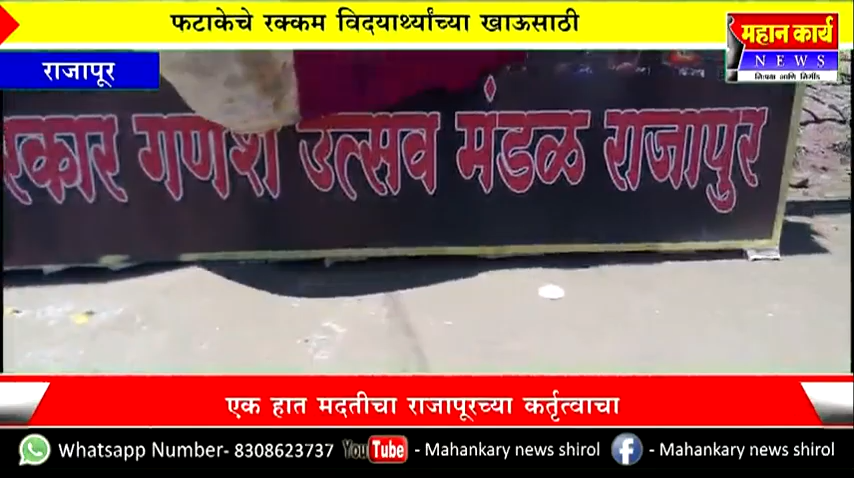 फटाकेचे रक्कम विदयार्थ्यांच्या खाऊसाठी
महान कार्य
NEWS
राजापूर
रकार गणेश उत्सव मंडळ राजापुर
एक हात मदतीचा राजापूरच्या कर्तृत्वाचा
Whatsapp Number- 8308623737 YouTube - Mahankary news shirol f - Mahankary news shirol